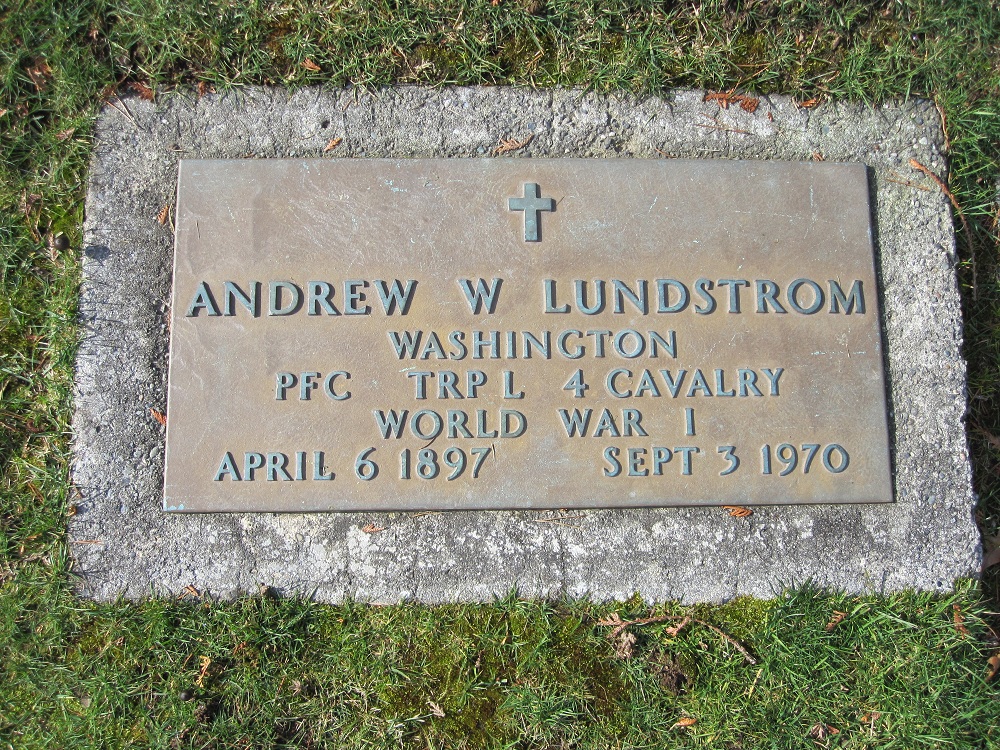 ANDREW W LUNDSTROM
WASHINGTON
PFC TRP L 4 CAVALRY
WORLD WAR I
APRIL 6 1897 SEPT 3 1970